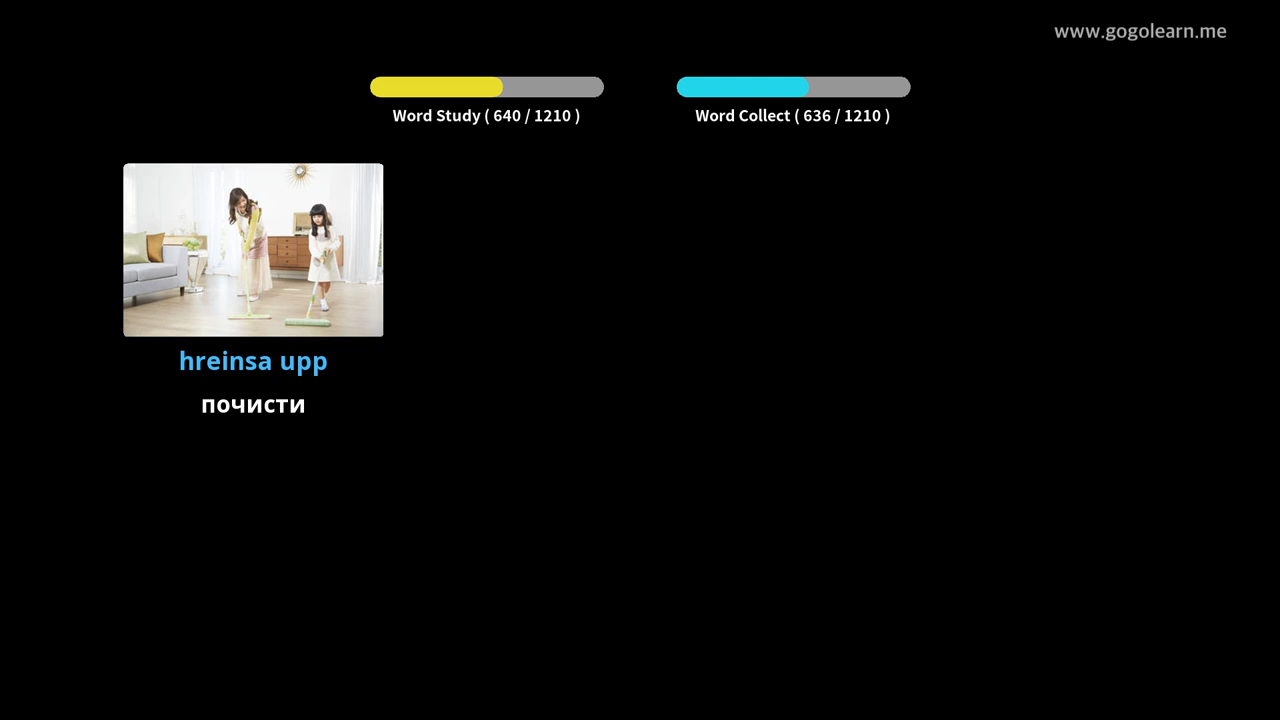 www.gogolearn.me
Word Study ( 640 / 1210 )
Word Collect ( 636 / 1210 )
hreinsa upp
почисти